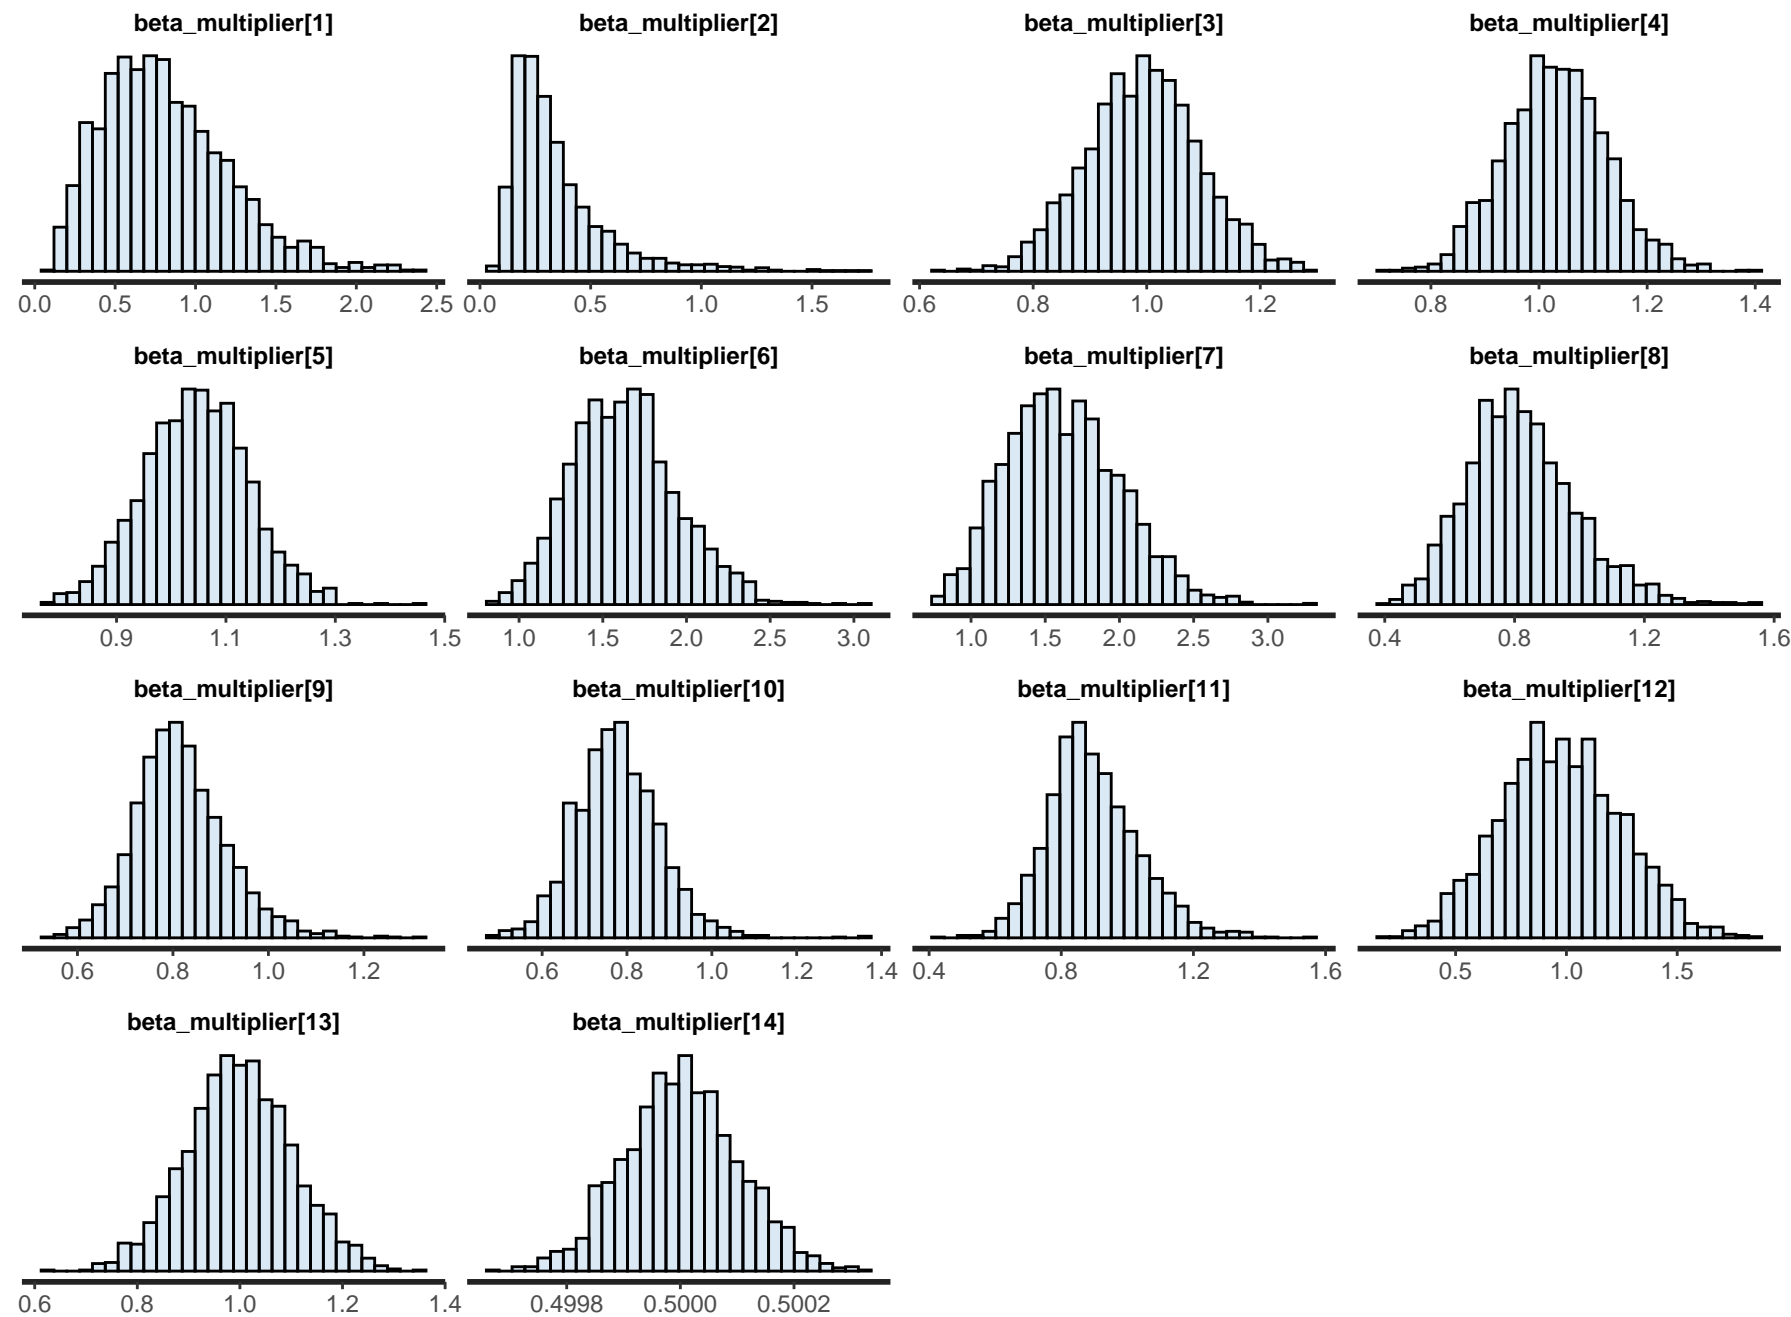 beta_multiplier[1] beta_multiplier[2] beta_multiplier[3] beta_multiplier[4]
0.0 0.5 1.0 1.5 2.0 2.5 0.0 0.5 1.0 1.5 0.6 0.8 1.0 1.2 0.8 1.0 1.2 1.4
beta_multiplier[5] beta_multiplier[6] beta_multiplier[7] beta_multiplier[8]
0.9 1.1 1.3 1.5 1.0 1.5 2.0 2.5 3.0 1.0 1.5 2.0 2.5 3.0 0.4 0.8 1.2 1.6
beta_multiplier[9] beta_multiplier[10] beta_multiplier[11] beta_multiplier[12]
0.6 0.8 1.0 1.2 0.6 0.8 1.0 1.2 1.4 0.4 0.8 1.2 1.6 0.5 1.0 1.5
beta_multiplier[13] beta_multiplier[14]
0.6 0.8 1.0 1.2 1.4 0.4998 0.5000 0.5002